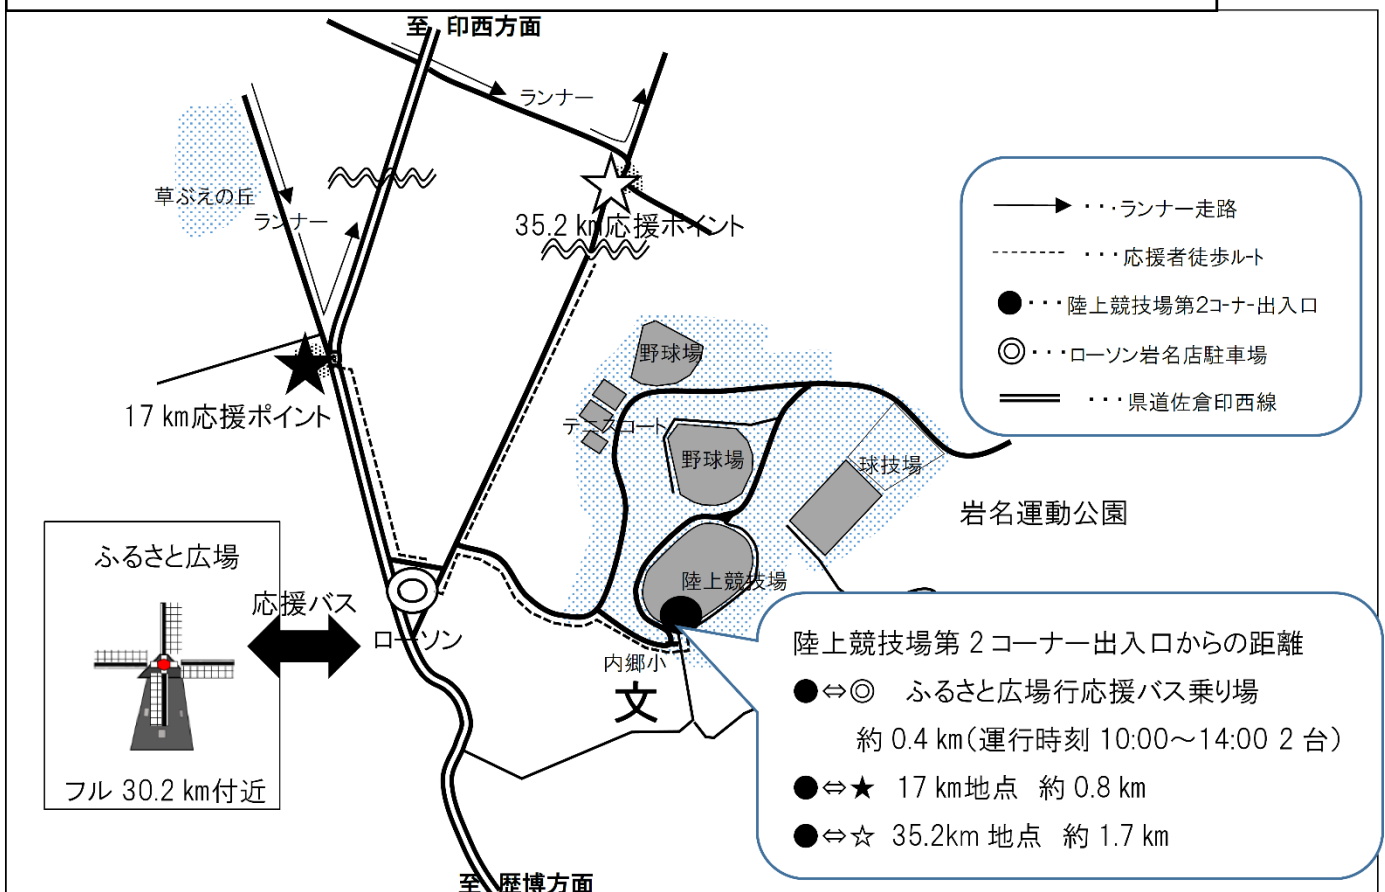 至 印西方面
ランナー
草ぶえの丘
ランナー
35.2 km応援ポイント
17 km応援ポイント
・・・ランナー走路
・・・応援者徒歩ルート
●・・・陸上競技場第2コーナー出入口
◎・・・ローソン岩名店駐車場
・・・県道佐倉印西線
野球場
テニスコート
野球場
球技場
岩名運動公園
陸上競技場
ふるさと広場
応援バス
ローソン
フル 30.2 km付近
内郷小
文
陸上競技場第 2 コーナー出入口からの距離
●⇔◎ ふるさと広場行応援バス乗り場
約 0.4 km(運行時刻 10:00~14:00 2 台)
●⇔★ 17 km地点 約 0.8 km
●⇔☆ 35.2km 地点 約 1.7 km
至 歴博方面